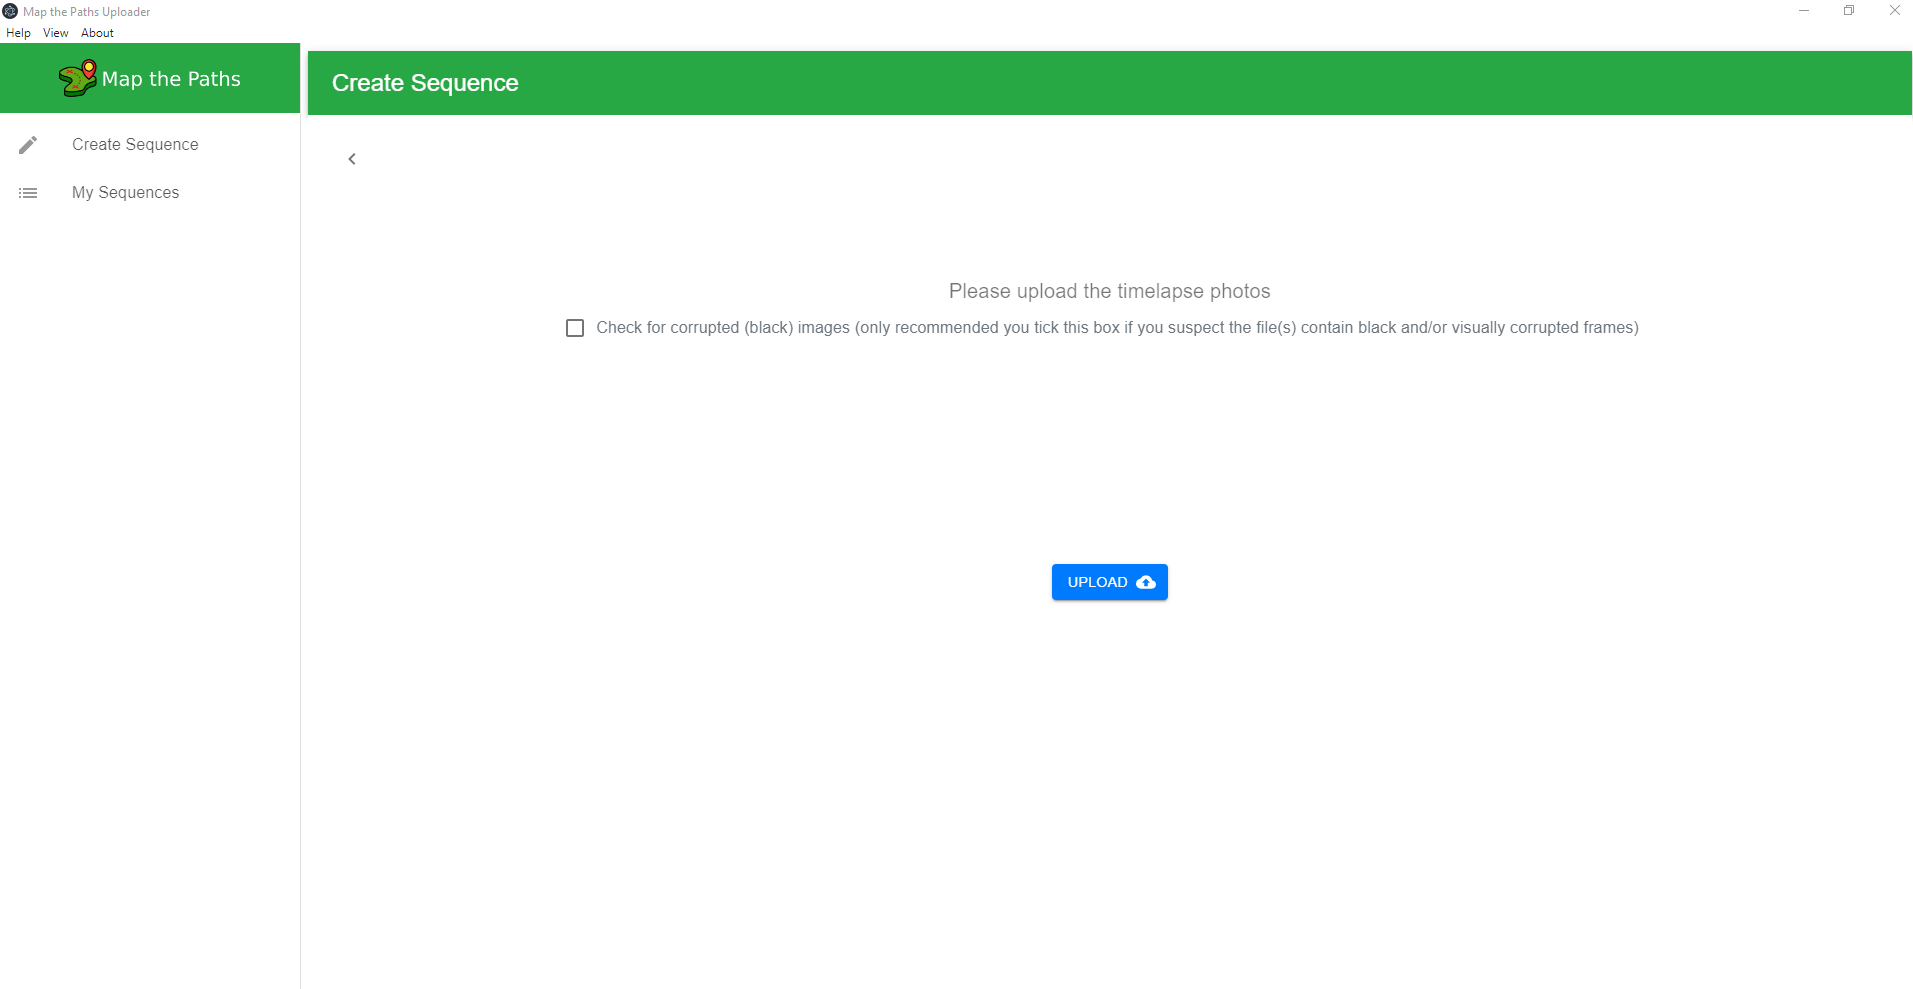 Map the Paths Uploader
Help View About
Map the Paths
Create Sequence
My Sequences
Create Sequence
Please upload the timelapse photos
Check for corrupted (black) images (only recommended you tick this box if you suspect the file(s) contain black and/or visually corrupted frames)
UPLOAD